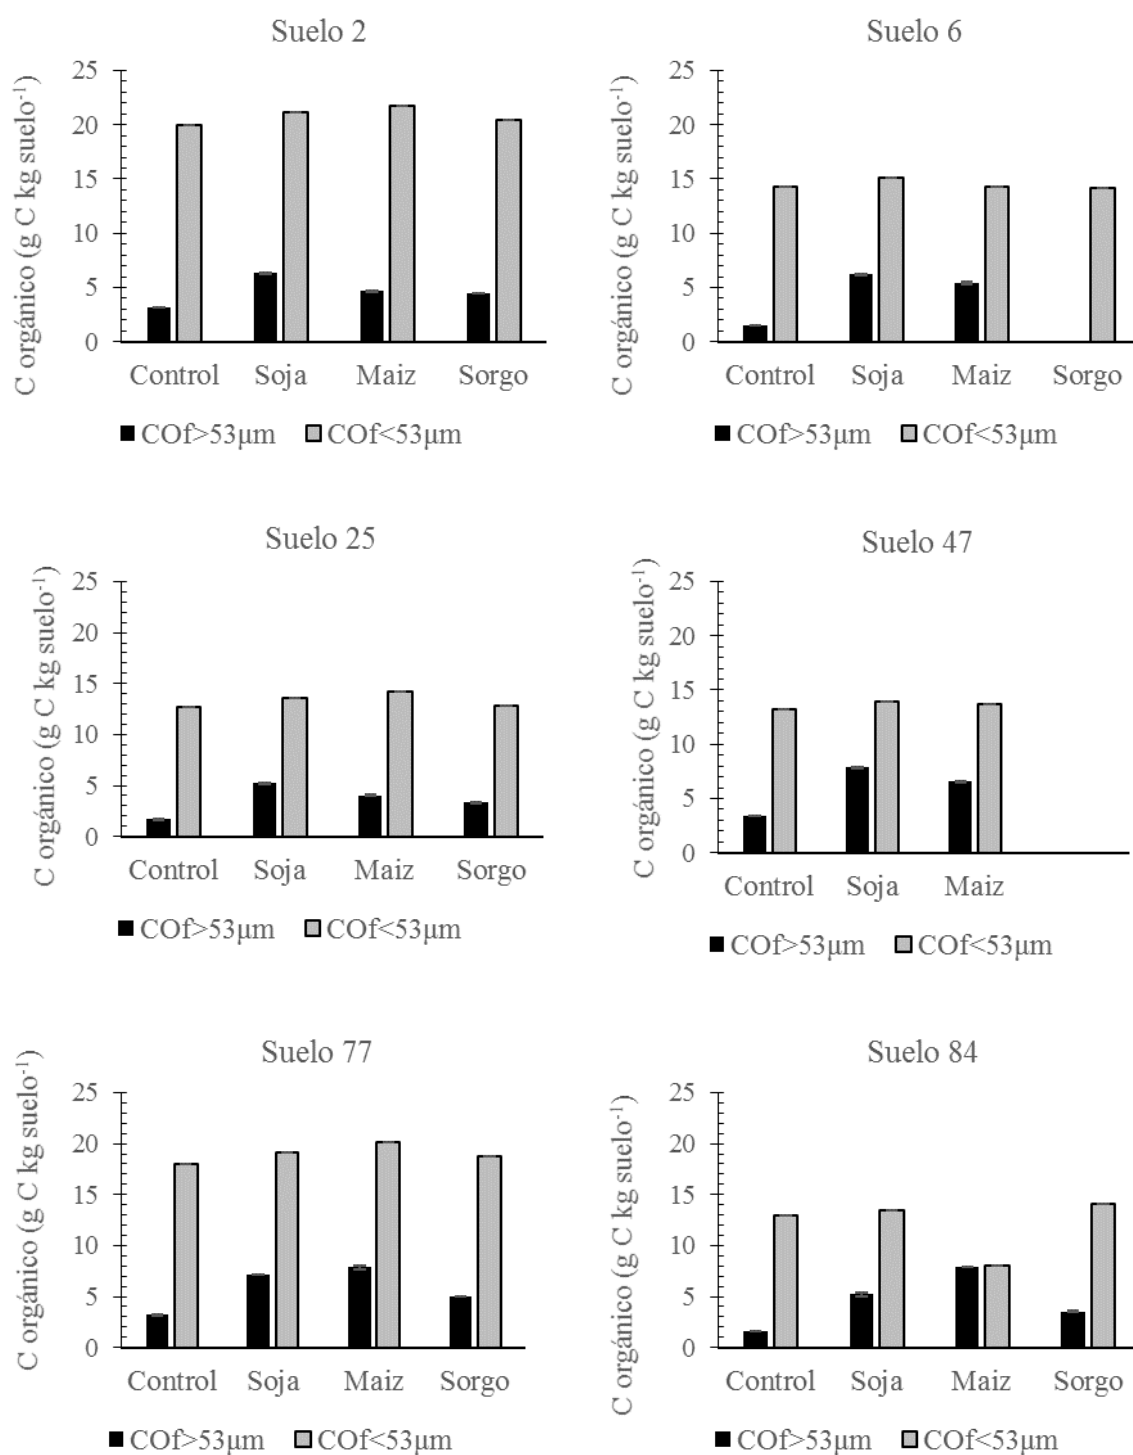 Suelo 2
C orgánico (g C kg suelo⁻¹)
25
20
15
10
5
0
Control Soja Maiz Sorgo
COf>53µm COf<53µm
Suelo 6
C orgánico (g C kg suelo⁻¹)
25
20
15
10
5
0
Control Soja Maiz Sorgo
COf>53µm COf<53µm
Suelo 25
C orgánico (g C kg suelo⁻¹)
25
20
15
10
5
0
Control Soja Maiz Sorgo
COf>53µm COf<53µm
Suelo 47
C orgánico (g C kg suelo⁻¹)
25
20
15
10
5
0
Control Soja Maiz
COf>53µm COf<53µm
Suelo 77
C orgánico (g C kg suelo⁻¹)
25
20
15
10
5
0
Control Soja Maiz Sorgo
COf>53µm COf<53µm
Suelo 84
C orgánico (g C kg suelo⁻¹)
25
20
15
10
5
0
Control Soja Maiz Sorgo
COf>53µm COf<53µm